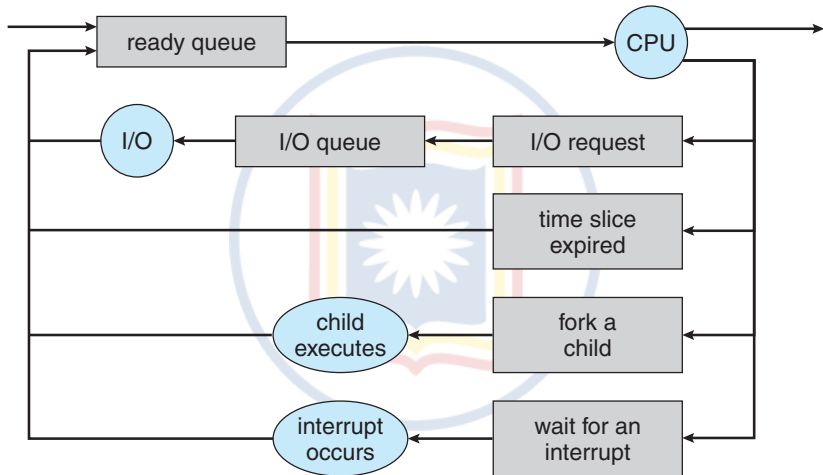 ready queue
CPU
I/O
I/O queue
I/O request
time slice
expired
child
executes
fork a
child
interrupt
occurs
wait for an
interrupt